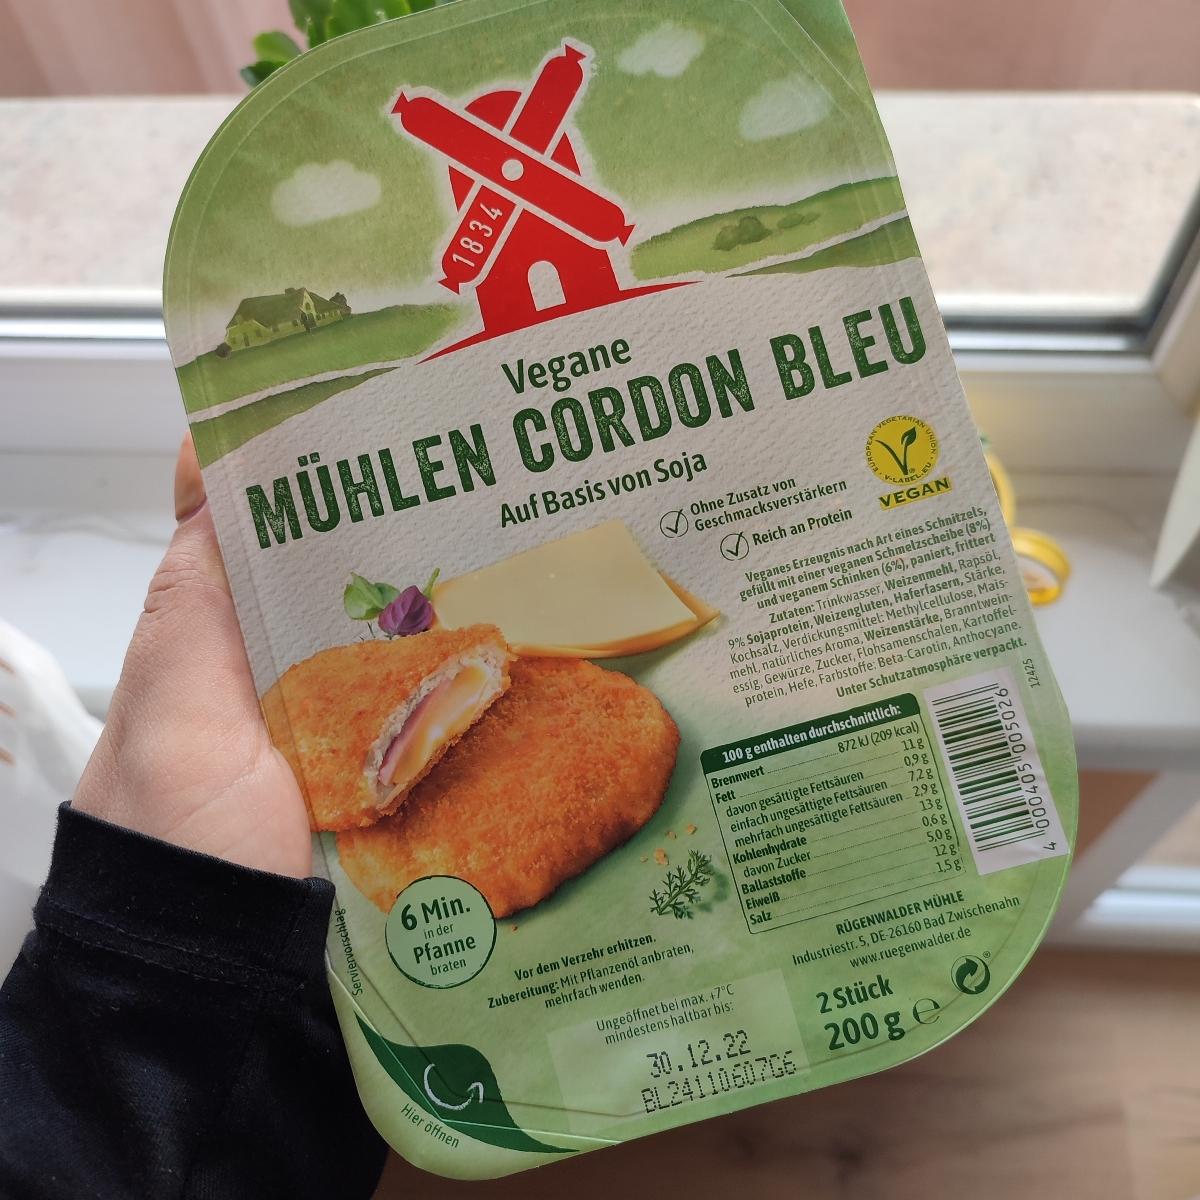 1834
Vegane
MÜHLEN CORDON BLEU
Auf Basis von Soja
Ohne Zusatz von
Geschmacksverstärkern
Reich an Protein
EUROPEAN VEGETARIAN UNION
V-LABEL.EU
VEGAN
Veganes Erzeugnis nach Art eines Schnitzels,
gefüllt mit einer veganen Schmelzscheibe (8%)
und veganem Schinken (6%), paniert, frittert
Zutaten: Trinkwasser, Weizenmehl, Rapsöl,
9% Sojaprotein, Weizengluten, Haferfasern, Stärke,
Kochsalz, Verdickungsmittel: Methylcellulose, Mais-
mehl, natürliches Aroma, Weizenstärke, Branntwein-
essig, Gewürze, Zucker, Flohsamenschalen, Kartoffel-
protein, Hefe, Farbstoffe: Beta-Carotin, Anthocyane.
Unter Schutzatmosphäre verpackt.
12425
100 g enthalten durchschnittlich:
Brennwert 872 kJ (209 kcal)
Fett 11 g
davon gesättigte Fettsäuren 0,9 g
einfach ungesättigte Fettsäuren 7,2 g
mehrfach ungesättigte Fettsäuren 2,9 g
Kohlenhydrate 13 g
davon Zucker 0,6 g
Ballaststoffe 5,0 g
Eiweiß 12 g
Salz 1,5 g
4 000405 005026
RÜGENWALDER MÜHLE
Industriestr. 5, DE-26160 Bad Zwischenahn
www.ruegenwalder.de
6 Min.
in der
Pfanne
braten
Serviervorschlag
Vor dem Verzehr erhitzen.
Zubereitung: Mit Pflanzenöl anbraten,
mehrfach wenden.
Ungeöffnet bei max. +7°C
mindestens haltbar bis:
30.12.22
BL24110607G6
2 Stück
200 g ℮
Hier öffnen